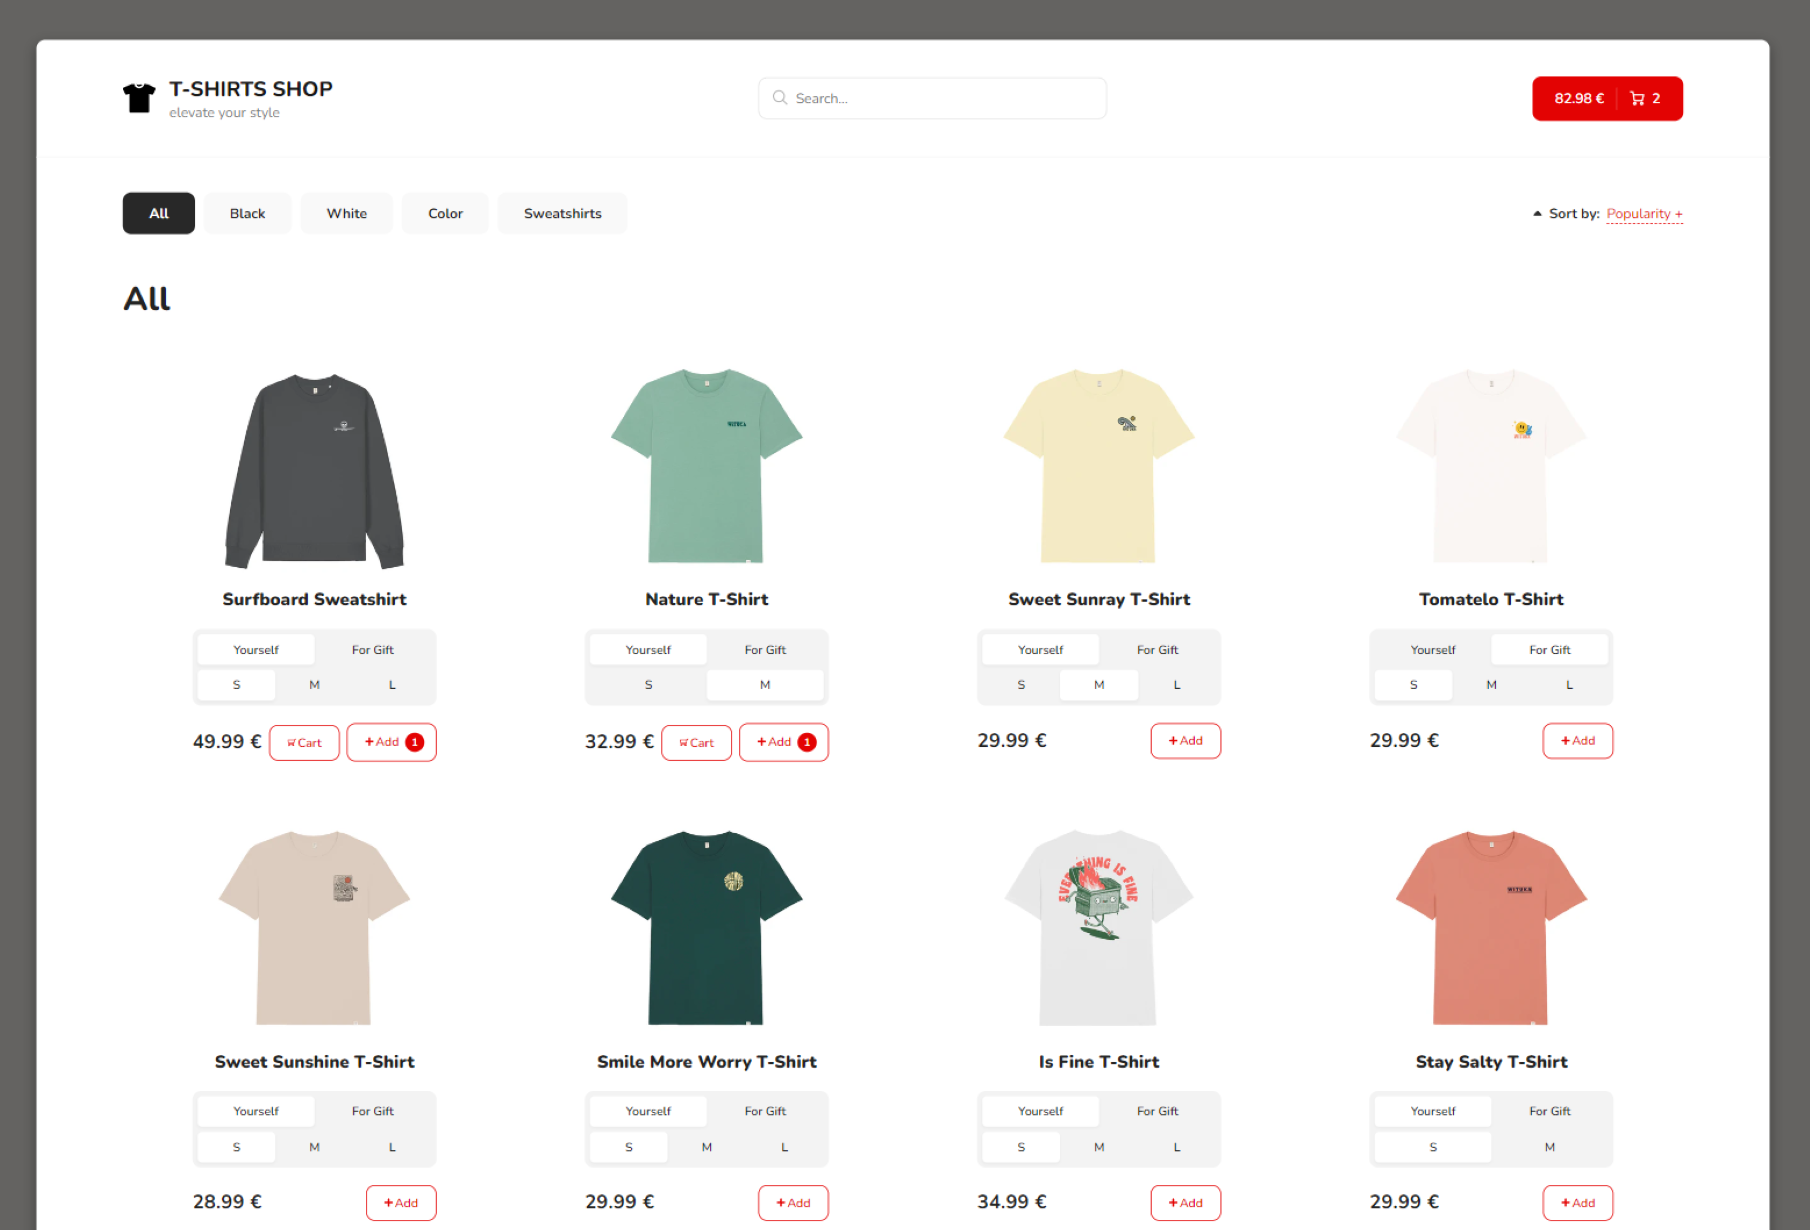 T-SHIRTS SHOP
elevate your style
Search...
82.98 € 2
All Black White Color Sweatshirts
Sort by: Popularity +
All
Surfboard Sweatshirt
Yourself For Gift
S M L
49.99 € Cart +Add 1
Nature T-Shirt
Yourself For Gift
S M
32.99 € Cart +Add 1
Sweet Sunray T-Shirt
Yourself For Gift
S M L
29.99 € +Add
Tomatelo T-Shirt
Yourself For Gift
S M L
29.99 € +Add
Sweet Sunshine T-Shirt
Yourself For Gift
S M L
28.99 € +Add
Smile More Worry T-Shirt
Yourself For Gift
S M L
29.99 € +Add
EVERYTHING IS FINE
Is Fine T-Shirt
Yourself For Gift
S M L
34.99 € +Add
Stay Salty T-Shirt
Yourself For Gift
S M
29.99 € +Add